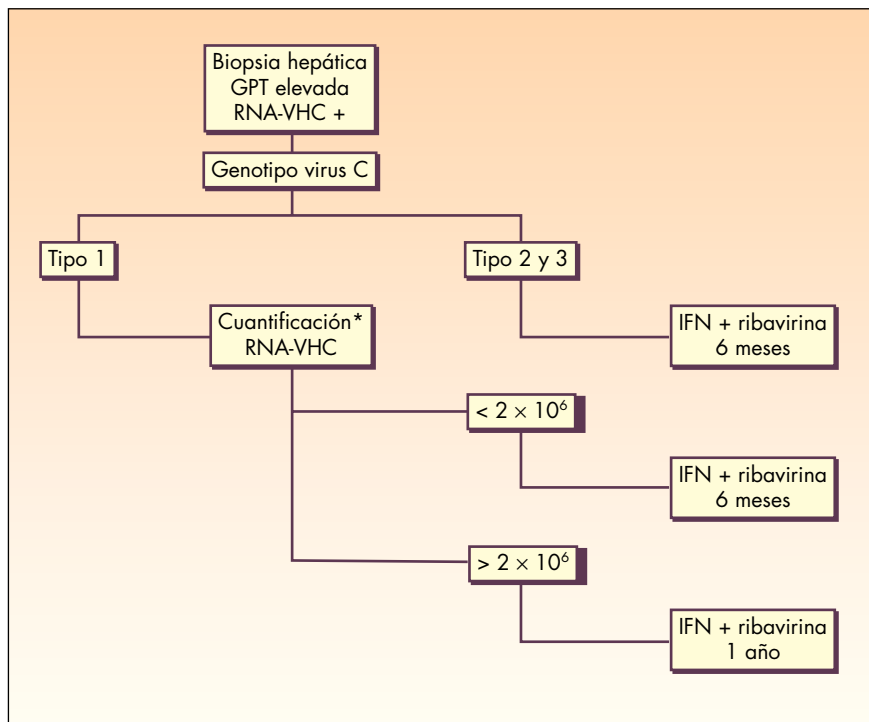 Biopsia hepática
GPT elevada
RNA-VHC +
Genotipo virus C
Tipo 1
Tipo 2 y 3
Cuantificación*
RNA-VHC
IFN + ribavirina
6 meses
< 2 × 10⁶
IFN + ribavirina
6 meses
> 2 × 10⁶
IFN + ribavirina
1 año